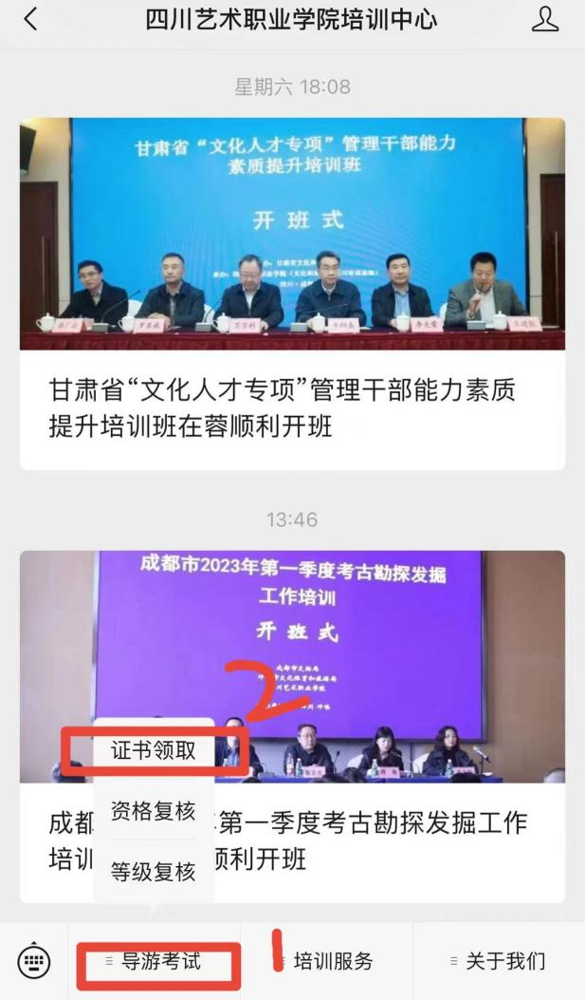 四川艺术职业学院培训中心
星期六 18:08
甘肃省“文化人才专项”管理干部能力
素质提升培训班
开班式
甘肃省“文化人才专项”管理干部能力素质
提升培训班在蓉顺利开班
13:46
成都市2023年第一季度考古勘探发掘
工作培训
开班式
成都市文物局
2
证书领取
资格复核
等级复核
成都
年第一季度考古勘探发掘工作
培训
顺利开班
导游考试
1
培训服务
关于我们